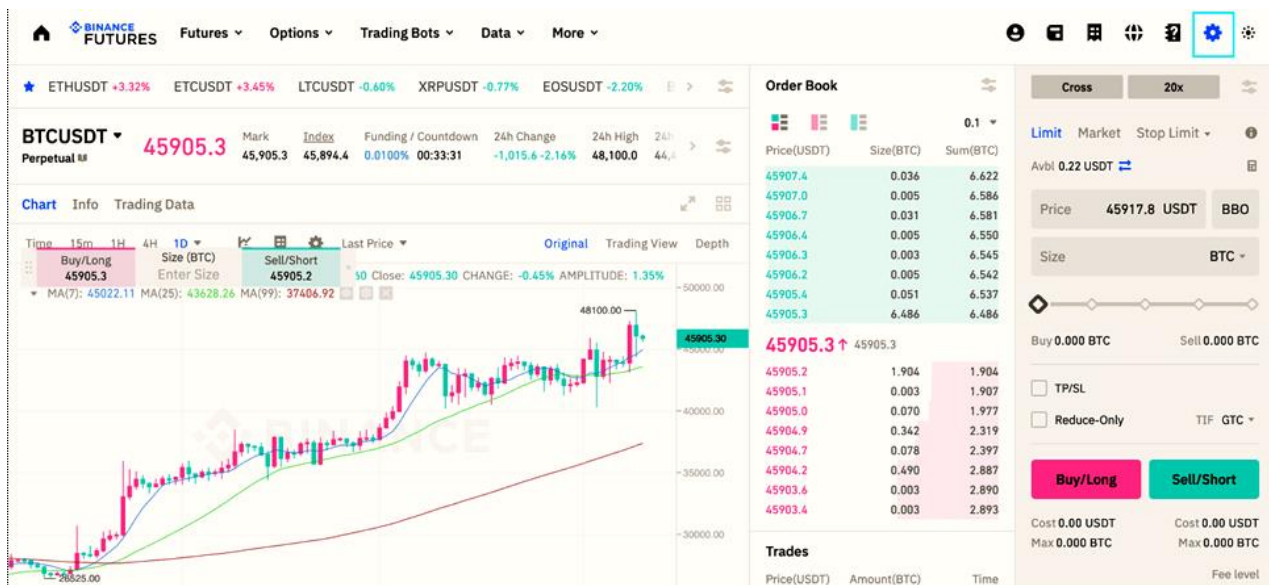 BINANCE
FUTURES
Futures
Options
Trading Bots
Data
More
ETHUSDT +3.32% ETCUSDT +3.45% LTCUSDT -0.60% XRPUSDT -0.77% EOSUSDT -2.20%
BTCUSDT
Perpetual
45905.3
Mark
45,905.3
Index
45,894.4
Funding / Countdown
0.0100% 00:33:31
24h Change
-1,015.6 -2.16%
24h High
48,100.0
Chart Info Trading Data
Time 15m 1H 4H 1D Last Price Original Trading View Depth
Buy/Long
45905.3
Size (BTC)
Enter Size
Sell/Short
45905.2
Close: 45905.30 CHANGE: -0.45% AMPLITUDE: 1.35%
MA(7): 45022.11 MA(25): 43628.26 MA(99): 37406.92
50000.00
48100.00
45905.30
45000.00
40000.00
BINANCE
35000.00
30000.00
Order Book
0.1
Price(USDT) Size(BTC) Sum(BTC)
45907.4 0.036 6.622
45907.0 0.005 6.586
45906.7 0.031 6.581
45906.4 0.005 6.550
45906.3 0.003 6.545
45906.2 0.005 6.542
45905.4 0.051 6.537
45905.3 6.486 6.486
45905.3↑ 45905.3
45905.2 1.904 1.904
45905.1 0.003 1.907
45905.0 0.070 1.977
45904.9 0.342 2.319
45904.7 0.078 2.397
45904.2 0.490 2.887
45903.6 0.003 2.890
45903.4 0.003 2.893
Trades
Price(USDT) Amount(BTC) Time
Cross 20x
Limit Market Stop Limit
Avbl 0.22 USDT
Price 45917.8 USDT BBO
Size BTC
Buy 0.000 BTC Sell 0.000 BTC
TP/SL
Reduce-Only TIF GTC
Buy/Long Sell/Short
Cost 0.00 USDT Cost 0.00 USDT
Max 0.000 BTC Max 0.000 BTC
Fee level